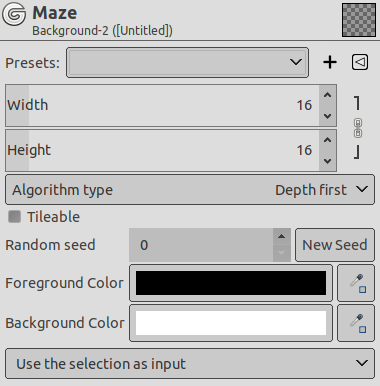 Maze
Background-2 ([Untitled])
Presets:
Width 16
Height 16
Algorithm type Depth first
Tileable
Random seed 0 New Seed
Foreground Color
Background Color
Use the selection as input